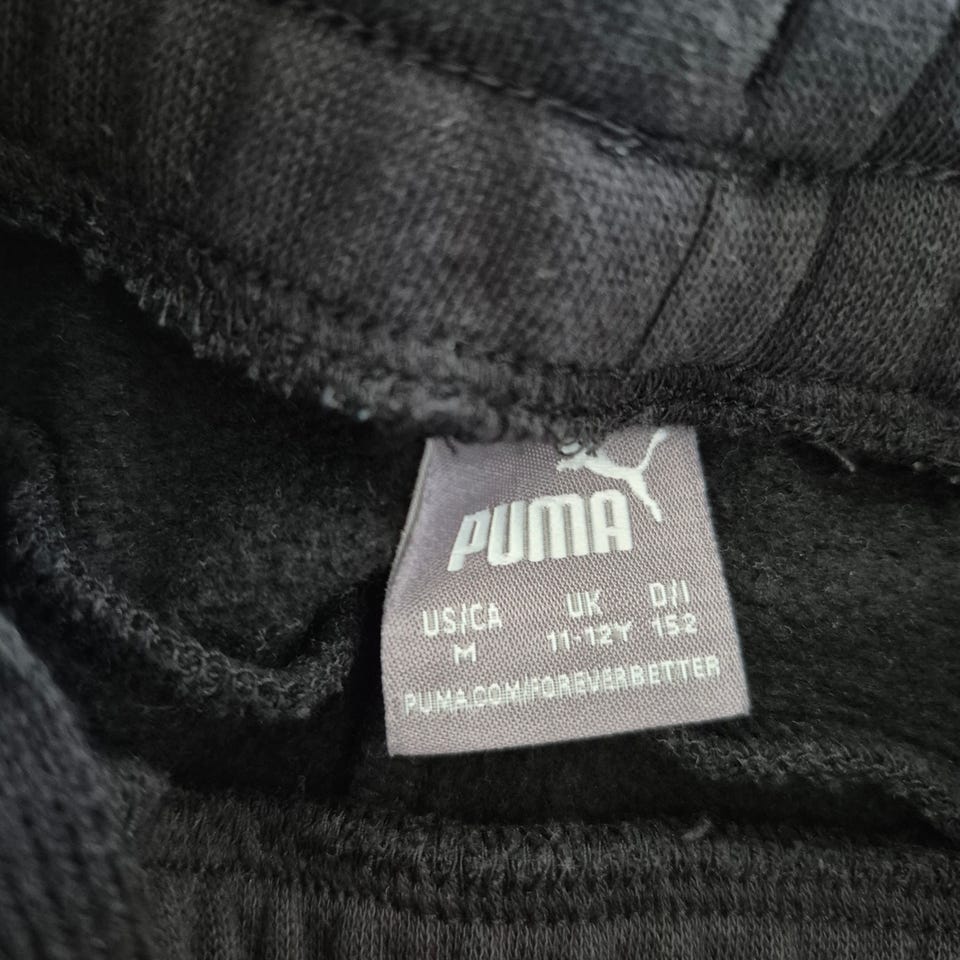 PUMA
US/CA UK D/I
M 11-12Y 152
PUMA.COM/FOREVERBETTER